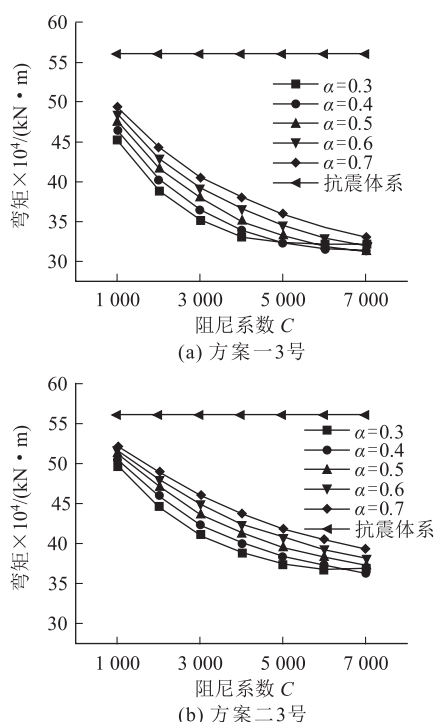 60
55
50
45
40
35
30
弯矩×10⁴/(kN·m)
α=0.3
α=0.4
α=0.5
α=0.6
α=0.7
抗震体系
1 000 3 000 5 000 7 000
阻尼系数 C
(a) 方案一3号
60
55
50
45
40
35
30
弯矩×10⁴/(kN·m)
α=0.3
α=0.4
α=0.5
α=0.6
α=0.7
抗震体系
1 000 3 000 5 000 7 000
阻尼系数 C
(b) 方案二3号